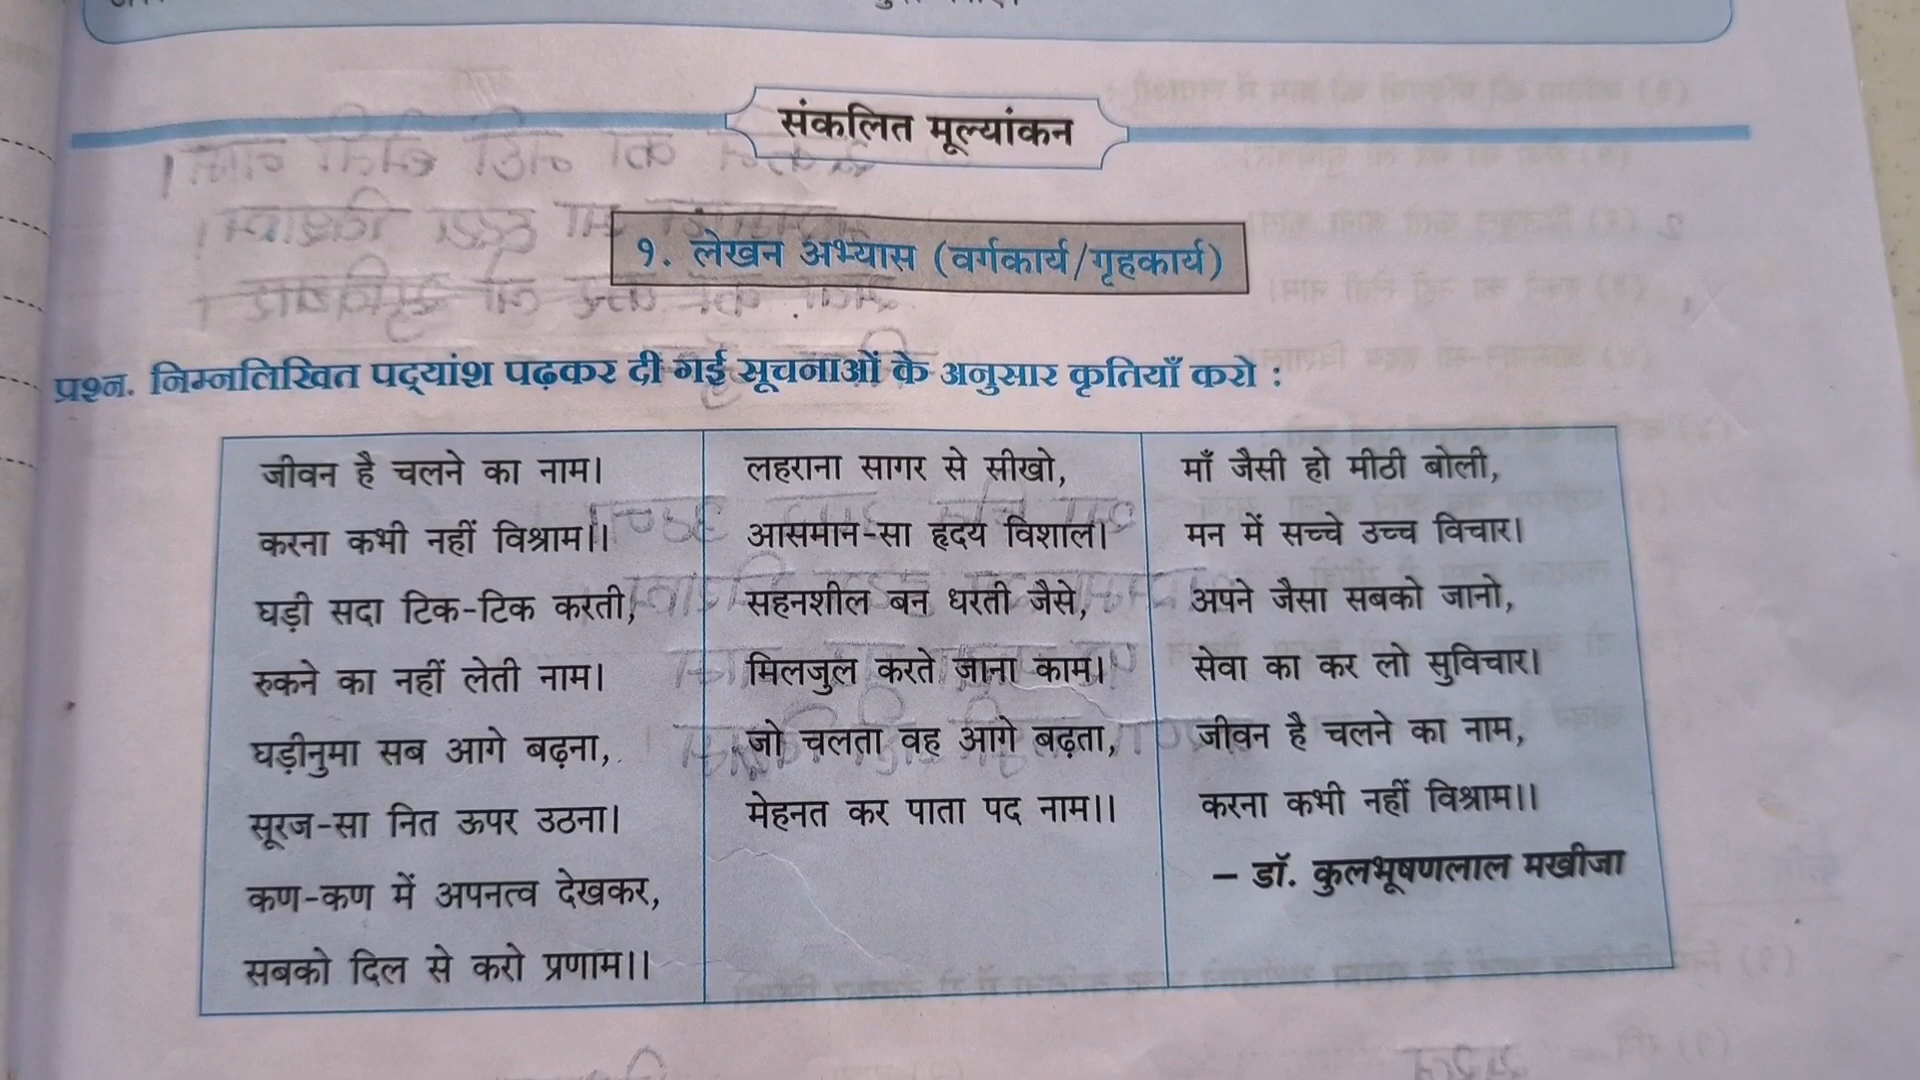 संकलित मूल्यांकन
१. लेखन अभ्यास (वर्गकार्य/गृहकार्य)
प्रश्न. निम्नलिखित पद्यांश पढ़कर दी गई सूचनाओं के अनुसार कृतियाँ करो :
जीवन है चलने का नाम।
करना कभी नहीं विश्राम।।
घड़ी सदा टिक-टिक करती,
रुकने का नहीं लेती नाम।
घड़ीनुमा सब आगे बढ़ना,
सूरज-सा नित ऊपर उठना।
कण-कण में अपनत्व देखकर,
सबको दिल से करो प्रणाम।।
लहराना सागर से सीखो,
आसमान-सा हृदय विशाल।
सहनशील बन धरती जैसे,
मिलजुल करते जाना काम।
जो चलता वह आगे बढ़ता,
मेहनत कर पाता पद नाम।।
माँ जैसी हो मीठी बोली,
मन में सच्चे उच्च विचार।
अपने जैसा सबको जानो,
सेवा का कर लो सुविचार।
जीवन है चलने का नाम,
करना कभी नहीं विश्राम।।
– डॉ. कुलभूषणलाल मखीजा